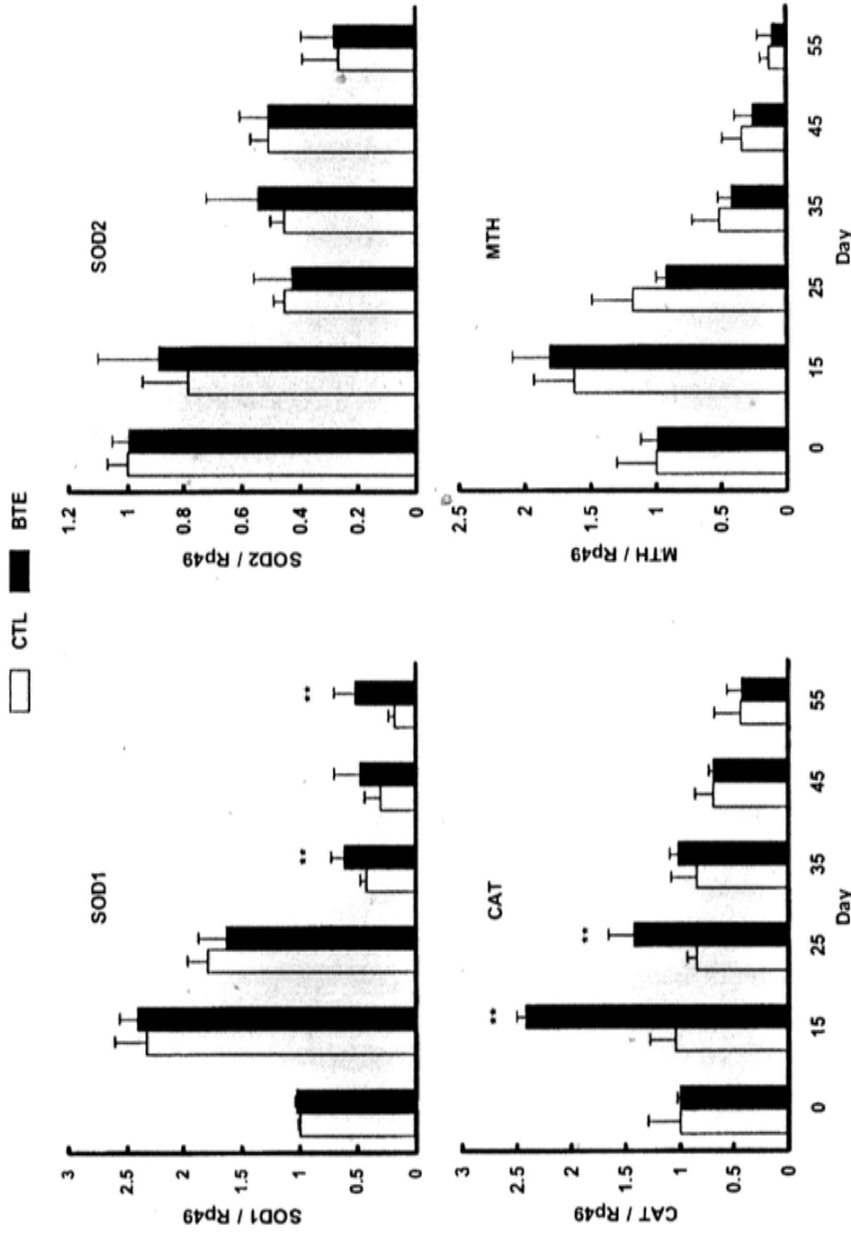 CTL BTE
SOD1
SOD1 / Rp49
3
2.5
2
1.5
1
0.5
0
**
**
SOD2
SOD2 / Rp49
1.2
1
0.8
0.6
0.4
0.2
0
CAT
CAT / Rp49
3
2.5
2
1.5
1
0.5
0
**
**
0 15 25 35 45 55
Day
MTH
MTH / Rp49
2.5
2
1.5
1
0.5
0
0 15 25 35 45 55
Day